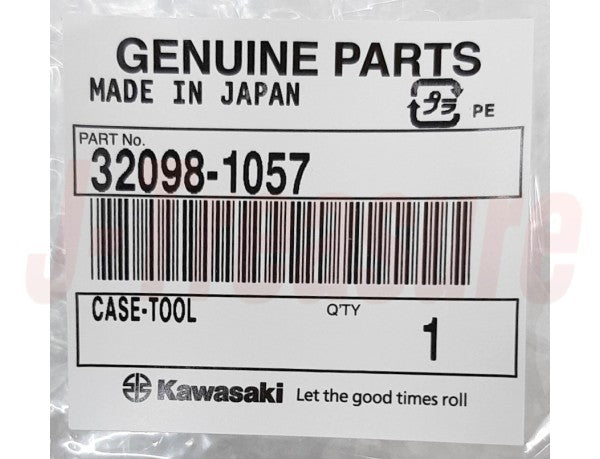 GENUINE PARTS
MADE IN JAPAN
プラ PE
PART No.
32098-1057
CASE-TOOL Q'TY 1
Kawasaki Let the good times roll